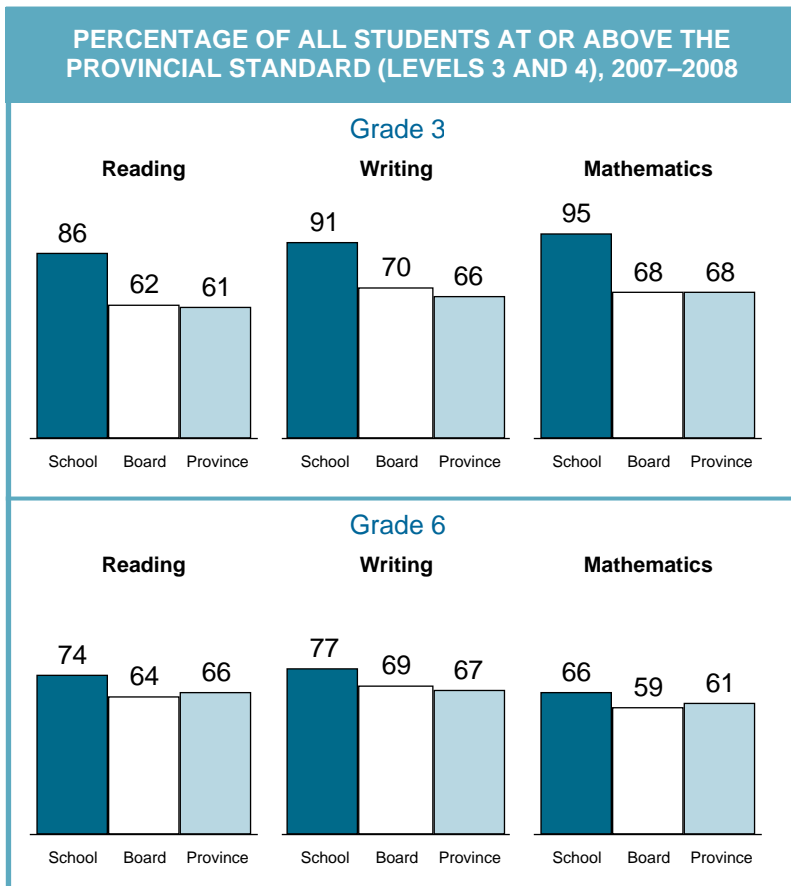 PERCENTAGE OF ALL STUDENTS AT OR ABOVE THE
PROVINCIAL STANDARD (LEVELS 3 AND 4), 2007–2008
Grade 3
Reading Writing Mathematics
86 62 61 91 70 66 95 68 68
School Board Province School Board Province School Board Province
Grade 6
Reading Writing Mathematics
74 64 66 77 69 67 66 59 61
School Board Province School Board Province School Board Province